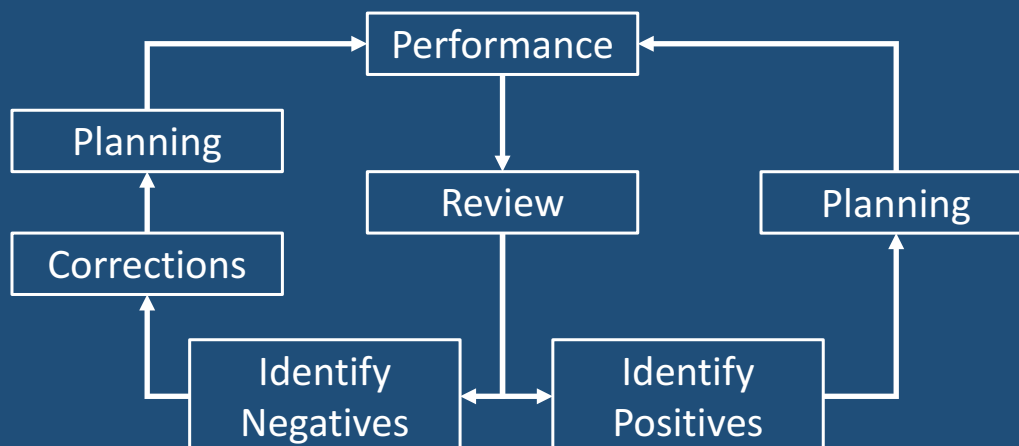 Performance
Planning
Review
Planning
Corrections
Identify
Negatives
Identify
Positives